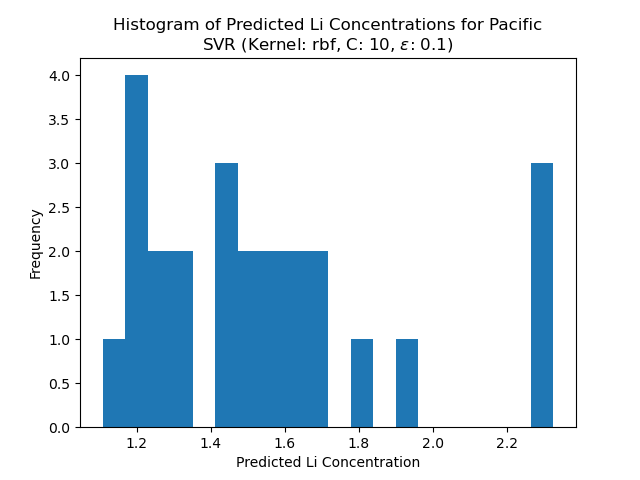 Histogram of Predicted Li Concentrations for Pacific
SVR (Kernel: rbf, C: 10, ε: 0.1)
4.0
3.5
3.0
2.5
2.0
1.5
1.0
0.5
0.0
Frequency
1.2 1.4 1.6 1.8 2.0 2.2
Predicted Li Concentration